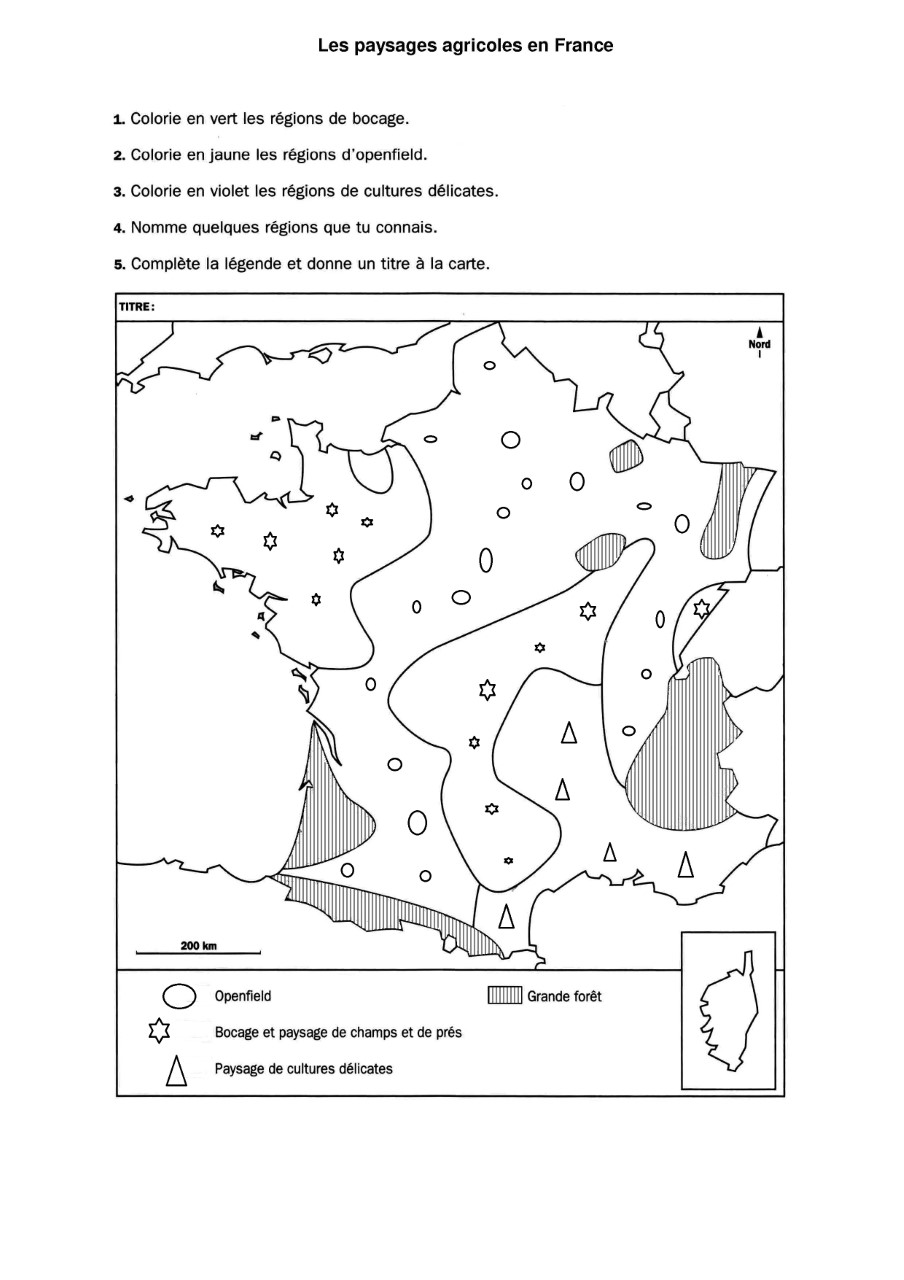 Les paysages agricoles en France
1. Colorie en vert les régions de bocage.
2. Colorie en jaune les régions d'openfield.
3. Colorie en violet les régions de cultures délicates.
4. Nomme quelques régions que tu connais.
5. Complète la légende et donne un titre à la carte.
TITRE :
Nord
200 km
Openfield
Grande forêt
Bocage et paysage de champs et de prés
Paysage de cultures délicates